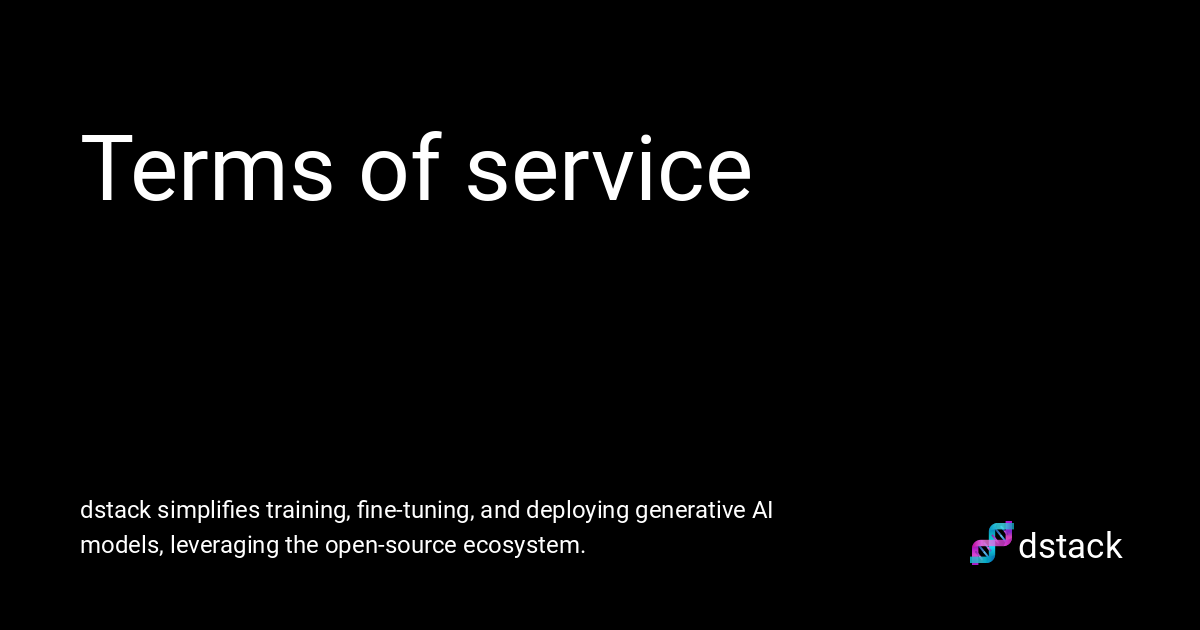 Terms of service
dstack simplifies training, fine-tuning, and deploying generative AI
models, leveraging the open-source ecosystem.
dstack